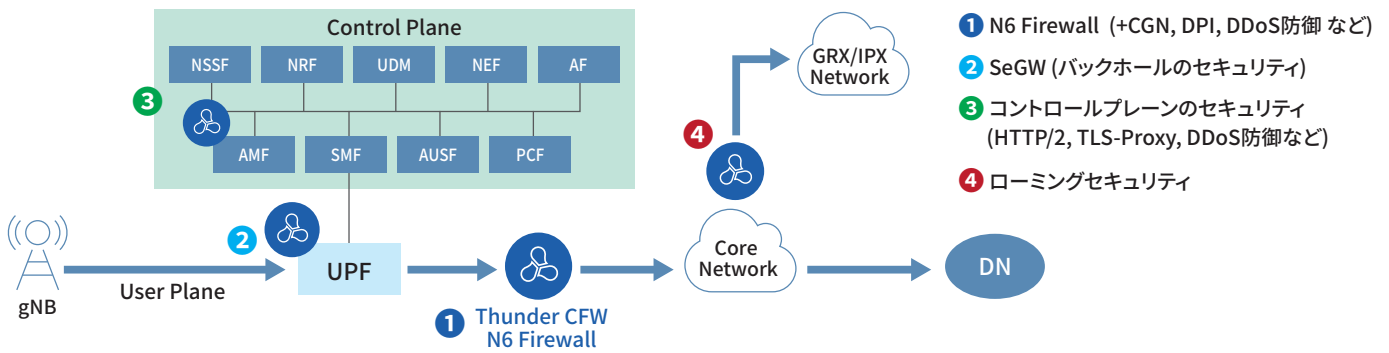 Control Plane
NSSF
NRF
UDM
NEF
AF
3
AMF
SMF
AUSF
PCF
gNB
User Plane
2
UPF
1 Thunder CFW
N6 Firewall
4
GRX/IPX
Network
Core
Network
DN
1 N6 Firewall (+CGN, DPI, DDoS防御 など)
2 SeGW (バックホールのセキュリティ)
3 コントロールプレーンのセキュリティ
(HTTP/2, TLS-Proxy, DDoS防御など)
4 ローミングセキュリティ